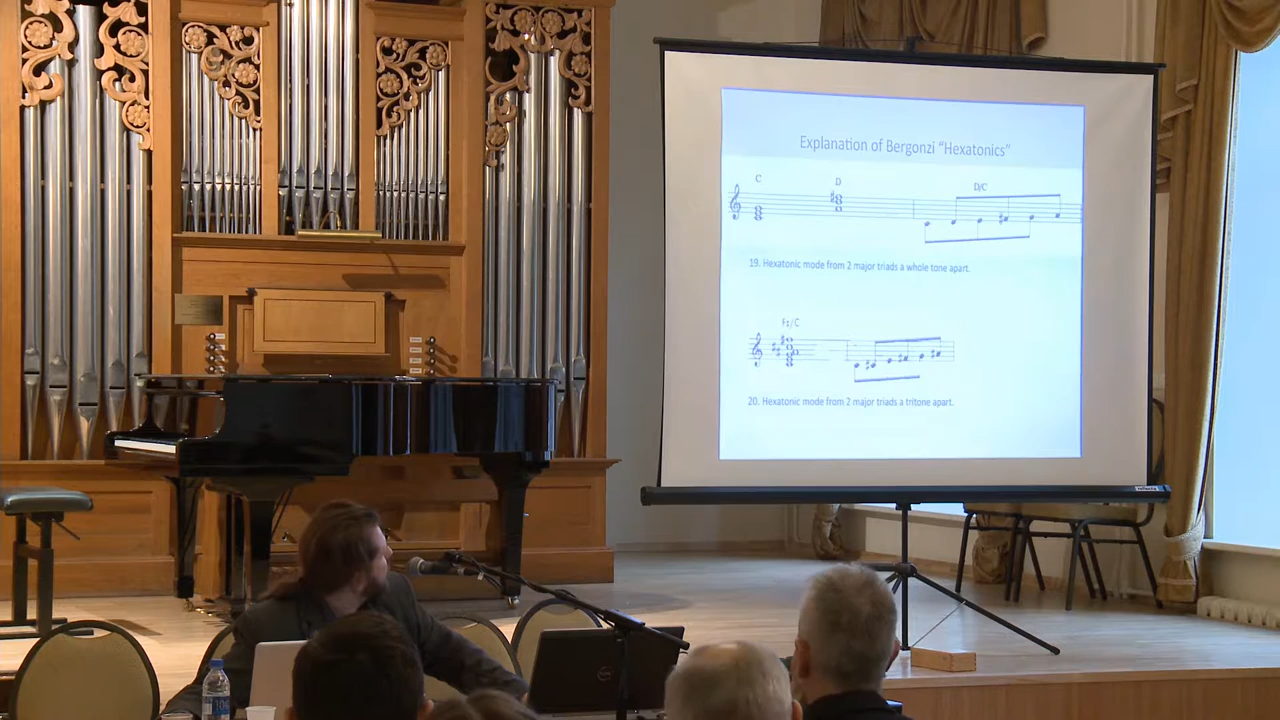 Explanation of Bergonzi “Hexatonics”
C D D/C
19. Hexatonic mode from 2 major triads a whole tone apart.
F♯/C
20. Hexatonic mode from 2 major triads a tritone apart.
DELL